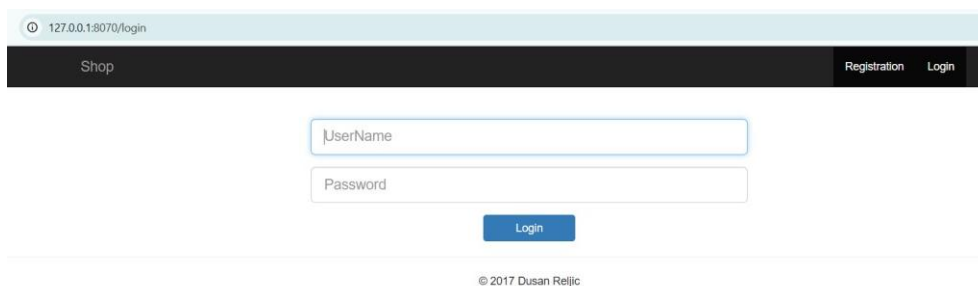 127.0.0.1:8070/login
Shop Registration Login
UserName
Password
Login
© 2017 Dusan Reljic